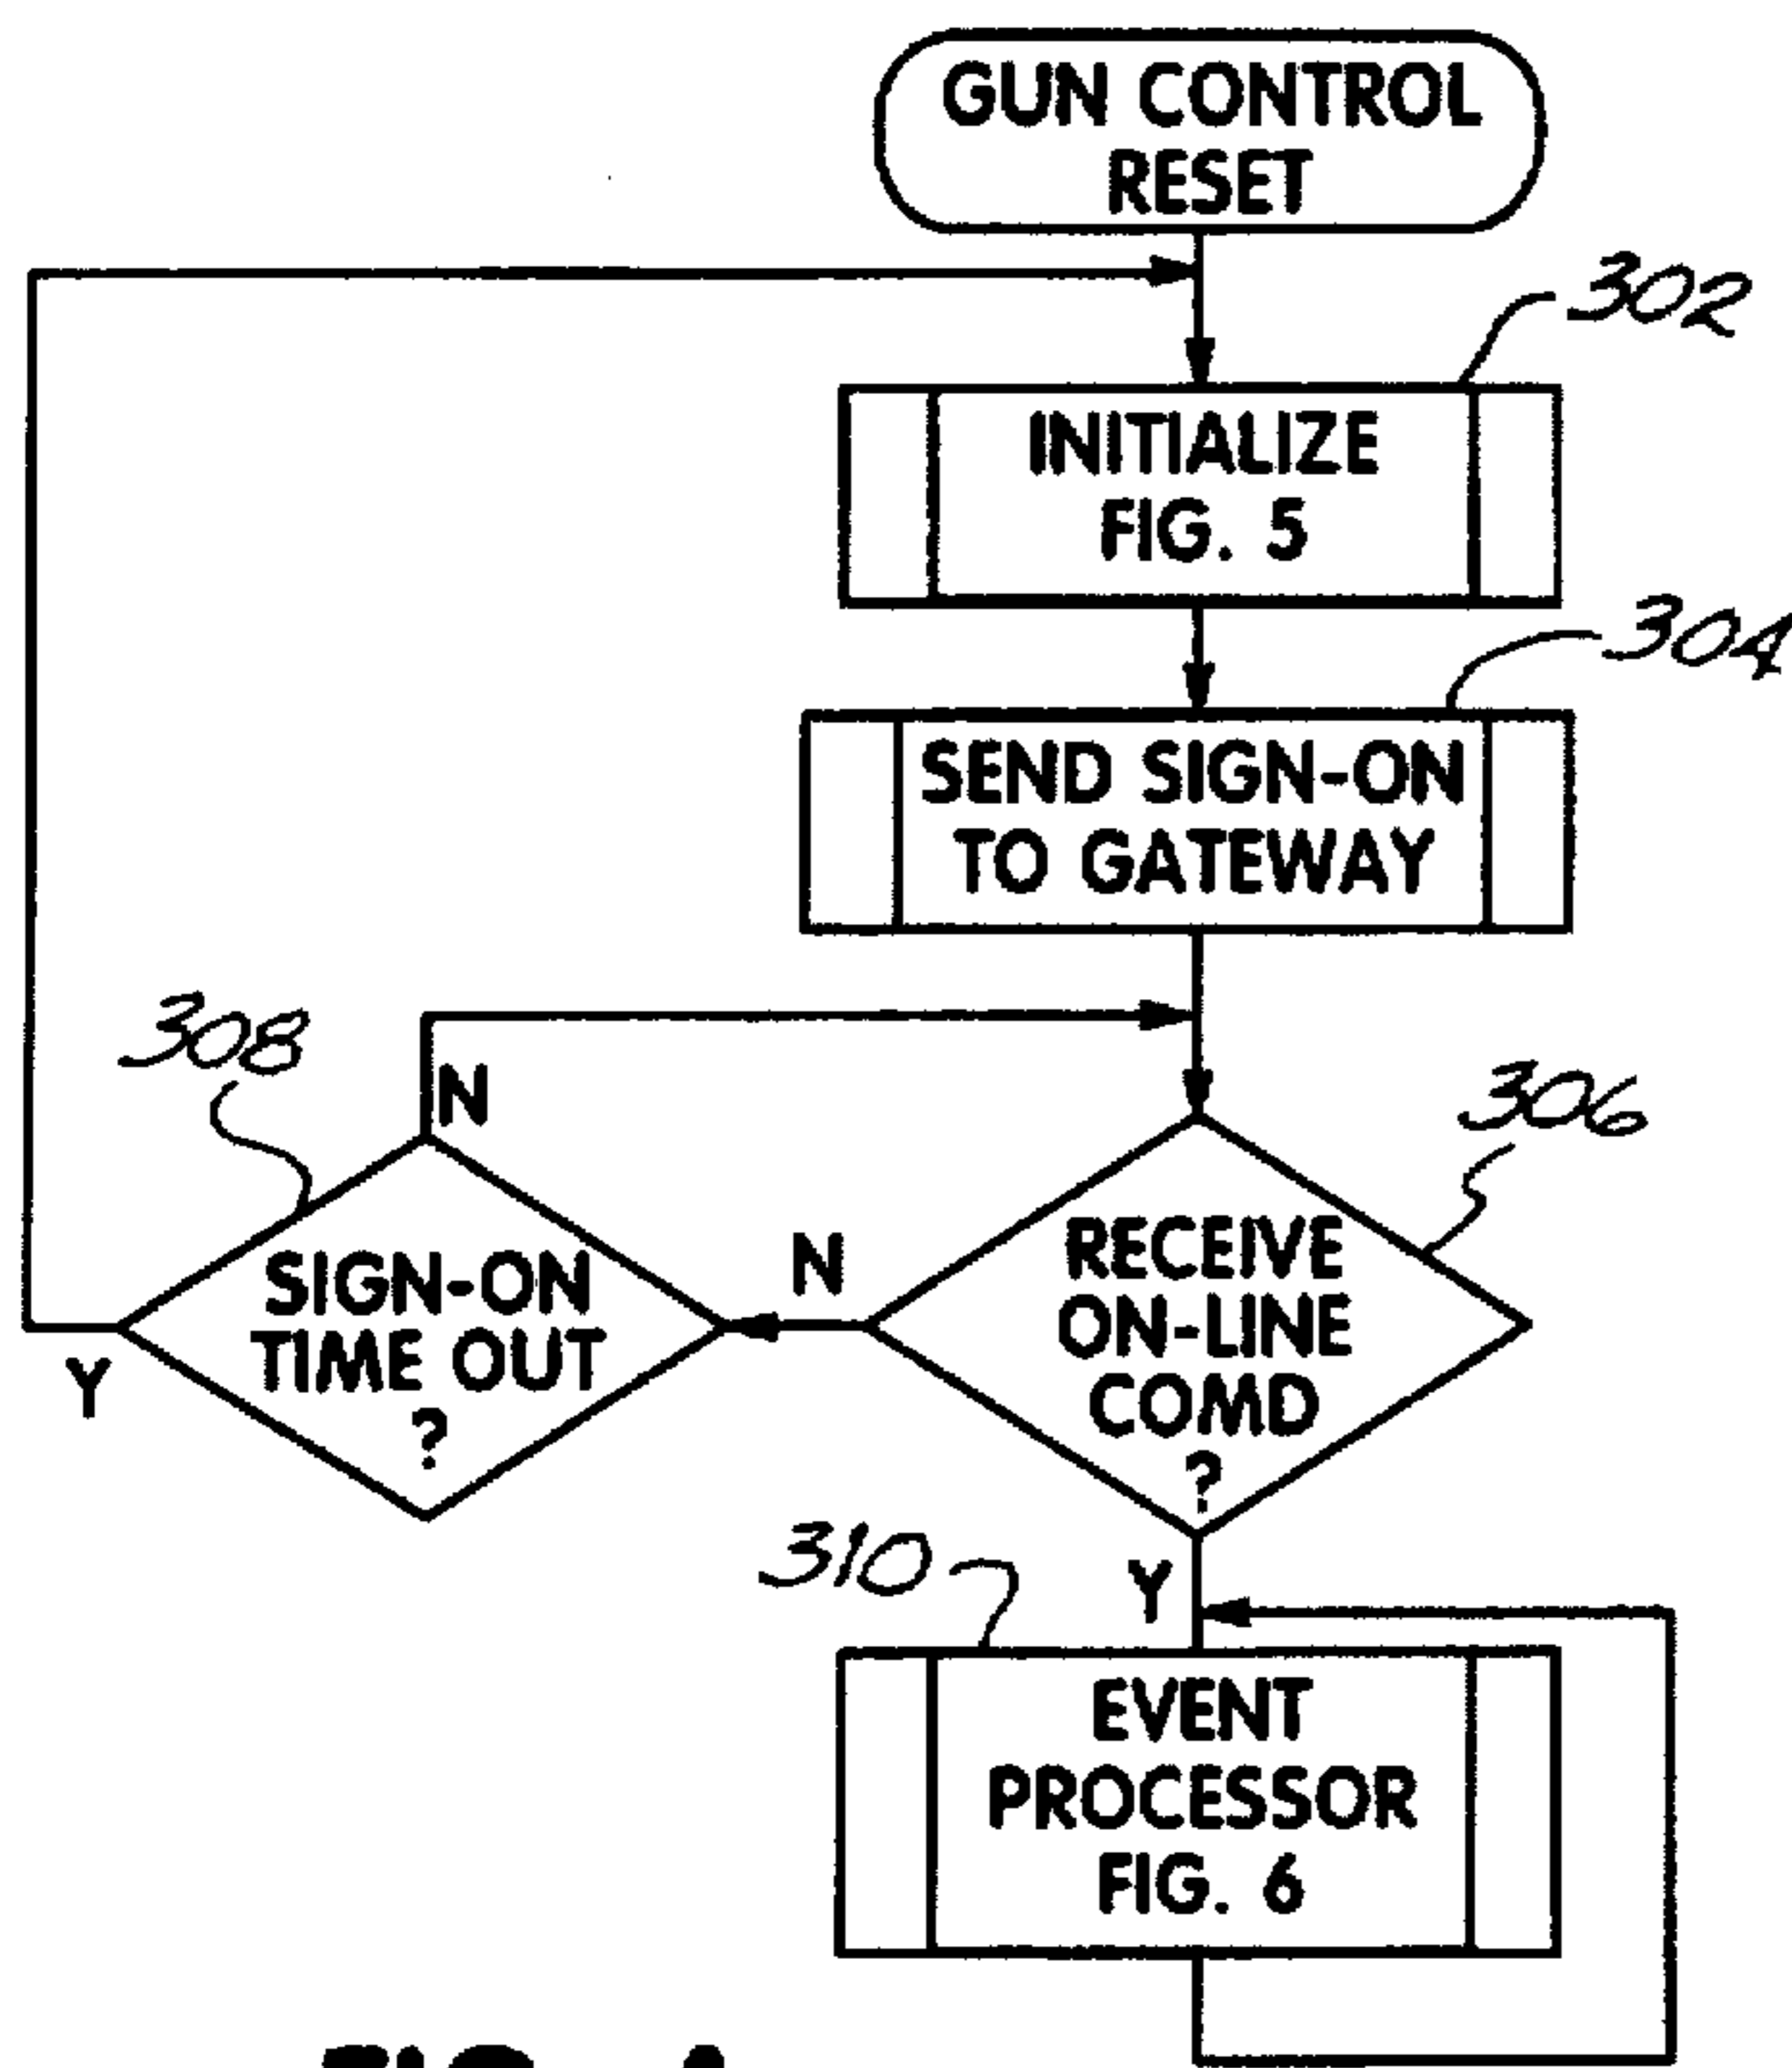 GUN CONTROL
RESET
302
INITIALIZE
FIG. 5
304
SEND SIGN-ON
TO GATEWAY
308
N
306
SIGN-ON
TIME OUT
?
Y
N
RECEIVE
ON-LINE
COMD
?
310
Y
EVENT
PROCESSOR
FIG. 6